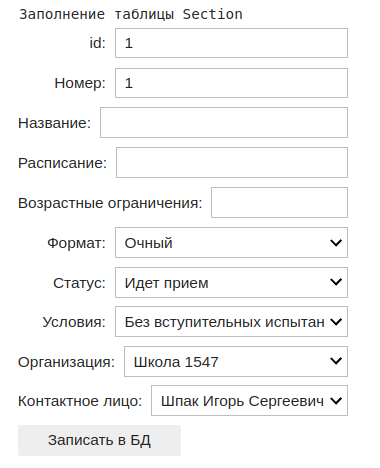 Заполнение таблицы Section
id: 1
Номер: 1
Название:
Расписание:
Возрастные ограничения:
Формат: Очный
Статус: Идет прием
Условия: Без вступительных испытан
Организация: Школа 1547
Контактное лицо: Шпак Игорь Сергеевич
Записать в БД